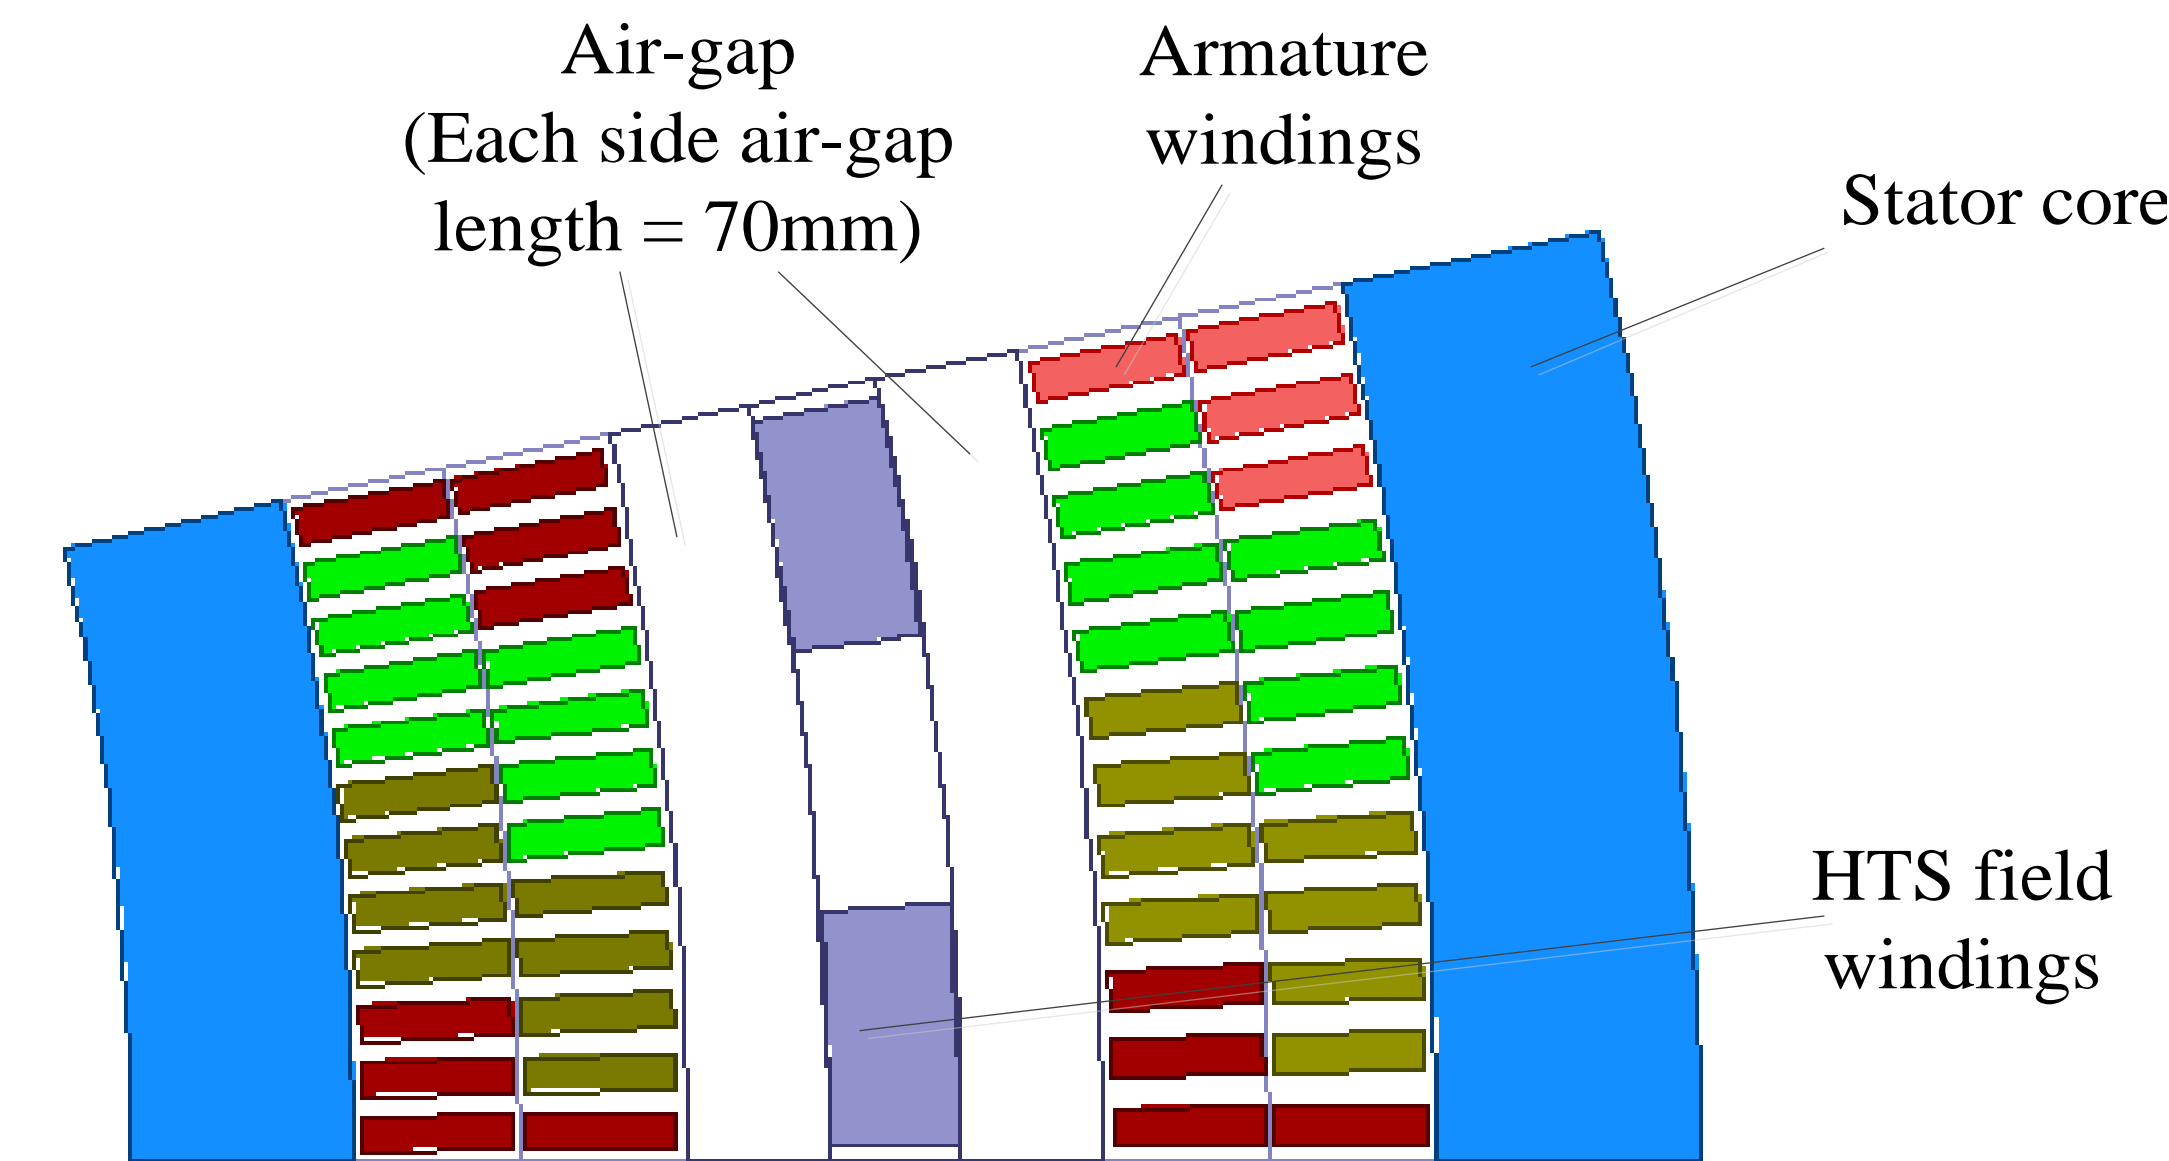 Air-gap
(Each side air-gap
length = 70mm)
Armature
windings
Stator core
HTS field
windings